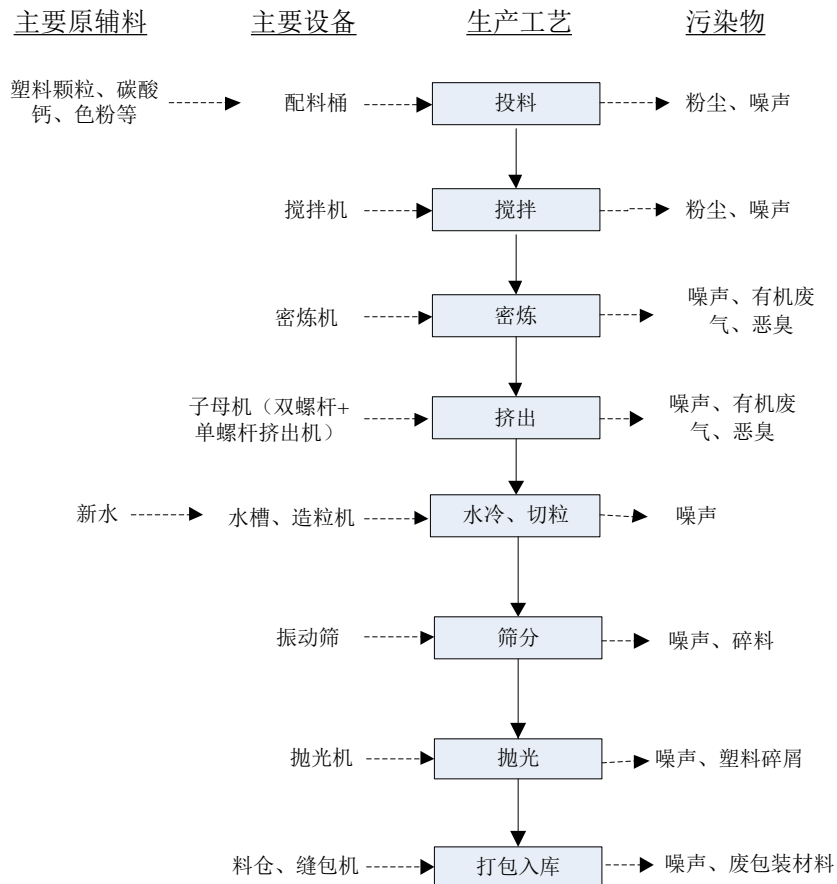 主要原辅料
主要设备
生产工艺
污染物
塑料颗粒、碳酸
钙、色粉等
配料桶
投料
粉尘、噪声
搅拌机
搅拌
粉尘、噪声
密炼机
密炼
噪声、有机废
气、恶臭
子母机（双螺杆+
单螺杆挤出机）
挤出
噪声、有机废
气、恶臭
新水
水槽、造粒机
水冷、切粒
噪声
振动筛
筛分
噪声、碎料
抛光机
抛光
噪声、塑料碎屑
料仓、缝包机
打包入库
噪声、废包装材料